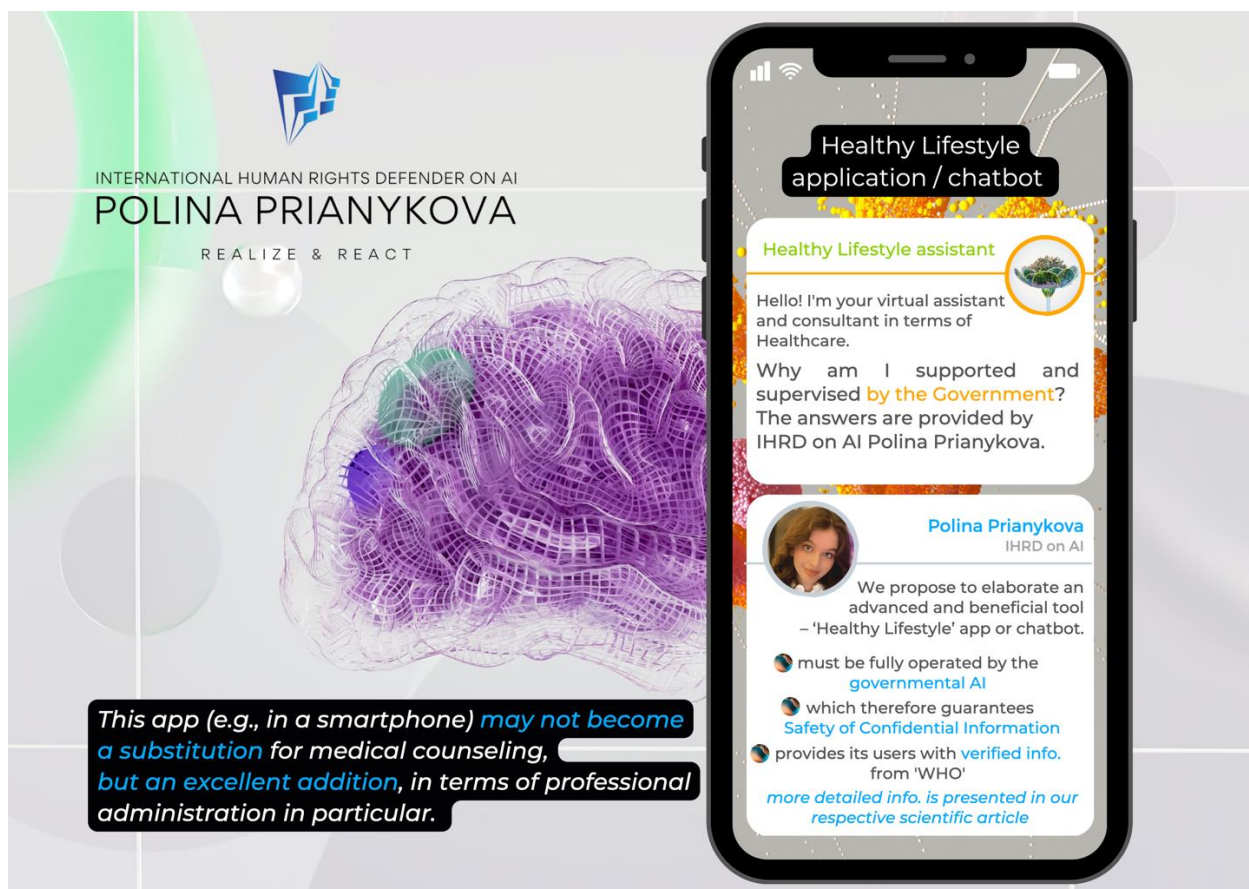 INTERNATIONAL HUMAN RIGHTS DEFENDER ON AI
POLINA PRIANYKOVA
REALIZE & REACT
This app (e.g., in a smartphone) may not become
a substitution for medical counseling,
but an excellent addition, in terms of professional
administration in particular.
Healthy Lifestyle
application / chatbot
Healthy Lifestyle assistant
Hello! I'm your virtual assistant
and consultant in terms of
Healthcare.
Why am I supported and
supervised by the Government?
The answers are provided by
IHRD on AI Polina Prianykova.
Polina Prianykova
IHRD on AI
We propose to elaborate an
advanced and beneficial tool
– ‘Healthy Lifestyle’ app or chatbot.
must be fully operated by the
governmental AI
which therefore guarantees
Safety of Confidential Information
provides its users with verified info.
from 'WHO'
more detailed info. is presented in our
respective scientific article